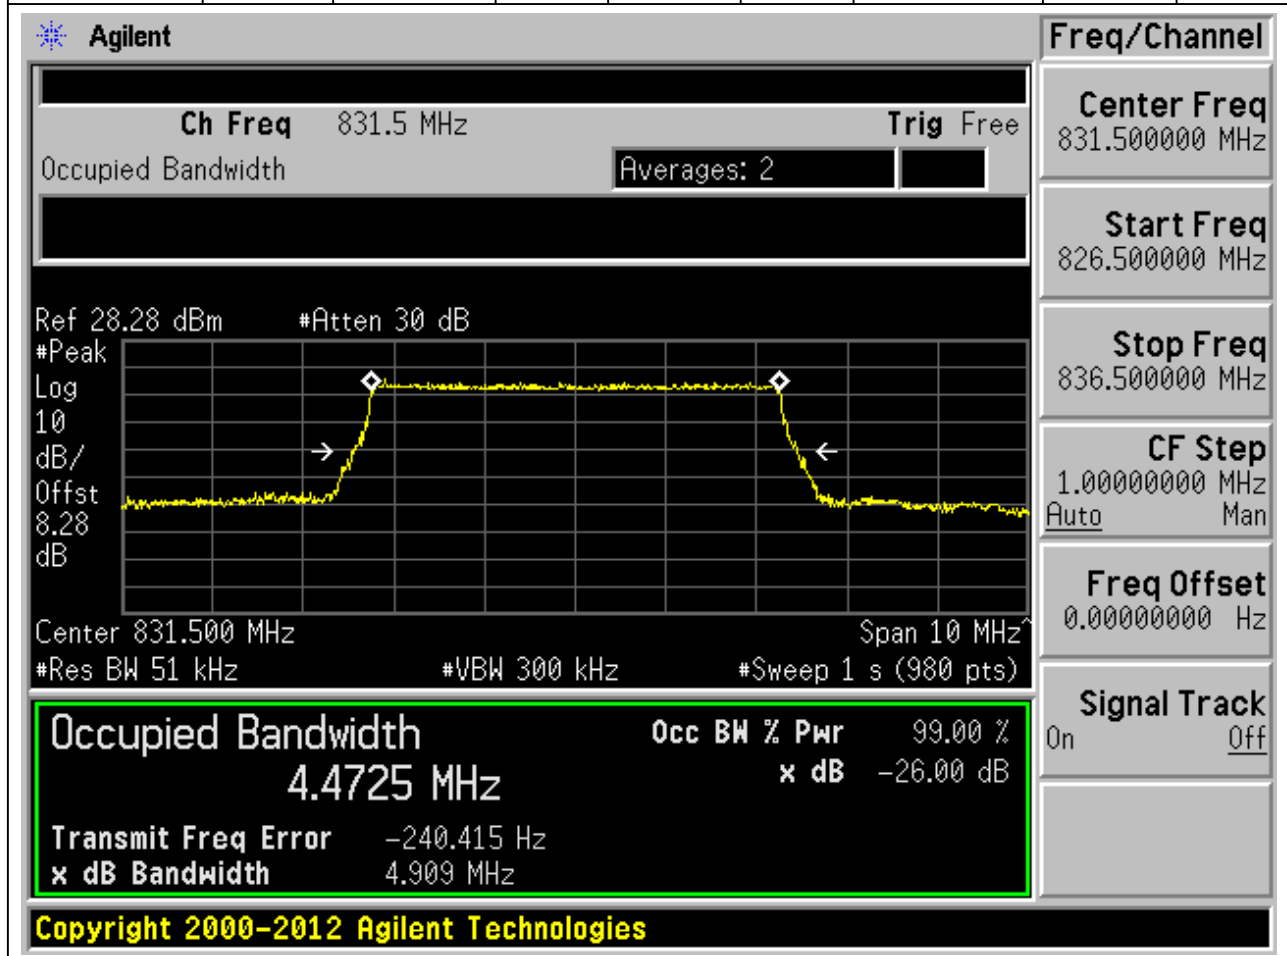 Agilent
Freq/Channel
Ch Freq 831.5 MHz Trig Free
Occupied Bandwidth Averages: 2
Center Freq
831.500000 MHz
Start Freq
826.500000 MHz
Stop Freq
836.500000 MHz
CF Step
1.00000000 MHz
Auto Man
Freq Offset
0.00000000 Hz
Signal Track
On Off
Ref 28.28 dBm #Atten 30 dB
#Peak
Log
10
dB/
Offst
8.28
dB
Center 831.500 MHz Span 10 MHz^
#Res BW 51 kHz #VBW 300 kHz #Sweep 1 s (980 pts)
Occupied Bandwidth Occ BW % Pwr 99.00 %
4.4725 MHz x dB -26.00 dB
Transmit Freq Error -240.415 Hz
x dB Bandwidth 4.909 MHz
Copyright 2000-2012 Agilent Technologies